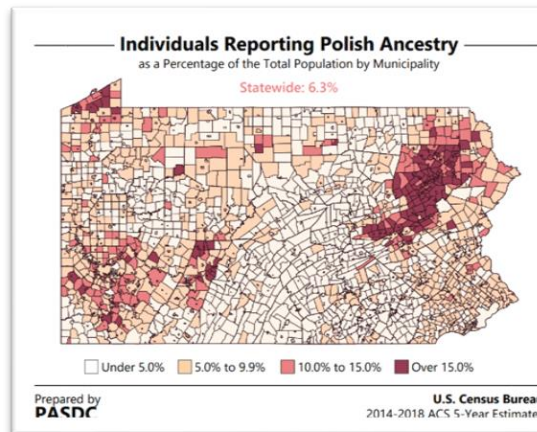 Individuals Reporting Polish Ancestry
as a Percentage of the Total Population by Municipality
Statewide: 6.3%
Under 5.0%
5.0% to 9.9%
10.0% to 15.0%
Over 15.0%
Prepared by
PASDC
U.S. Census Bureau
2014-2018 ACS 5-Year Estimate